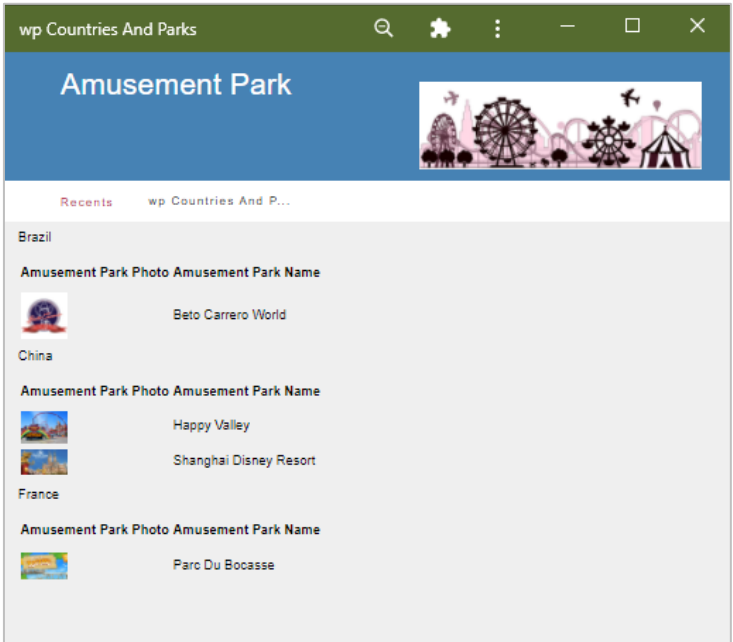 wp Countries And Parks
Amusement Park
Recents wp Countries And P...
Brazil
Amusement Park Photo Amusement Park Name
Beto Carrero World
China
Amusement Park Photo Amusement Park Name
Happy Valley
Shanghai Disney Resort
France
Amusement Park Photo Amusement Park Name
Parc Du Bocasse